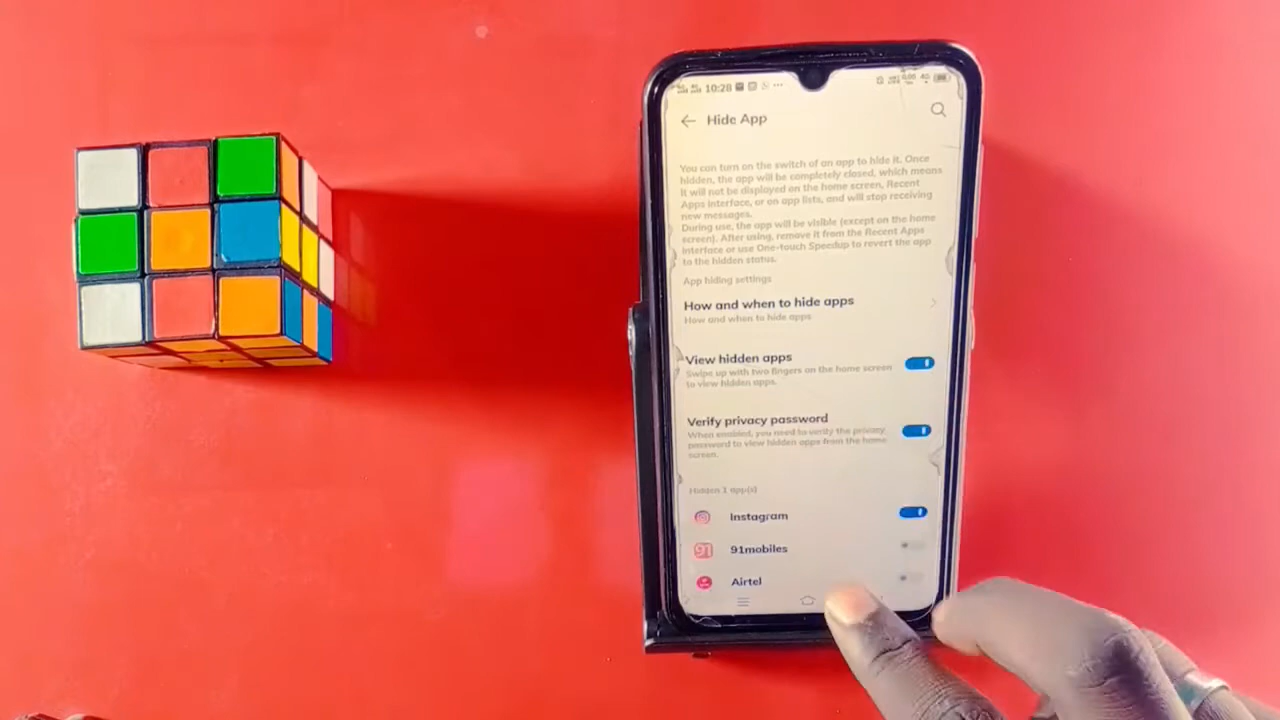 10:28
4G
Hide App
You can turn on the switch of an app to hide it. Once
hidden, the app will be completely closed, which means
it will not be displayed on the home screen, Recent
Apps interface, or on app lists, and will stop receiving
new messages.
During use, the app will be visible (except on the home
screen). After using, remove it from the Recent Apps
interface or use One-touch Speedup to revert the app
to the hidden status.
App hiding settings
How and when to hide apps
How and when to hide apps
View hidden apps
Swipe up with two fingers on the home screen
to view hidden apps.
Verify privacy password
When enabled, you need to verify the privacy
password to view hidden apps from the home
screen.
Hidden 1 app(s)
Instagram
91
91mobiles
Airtel